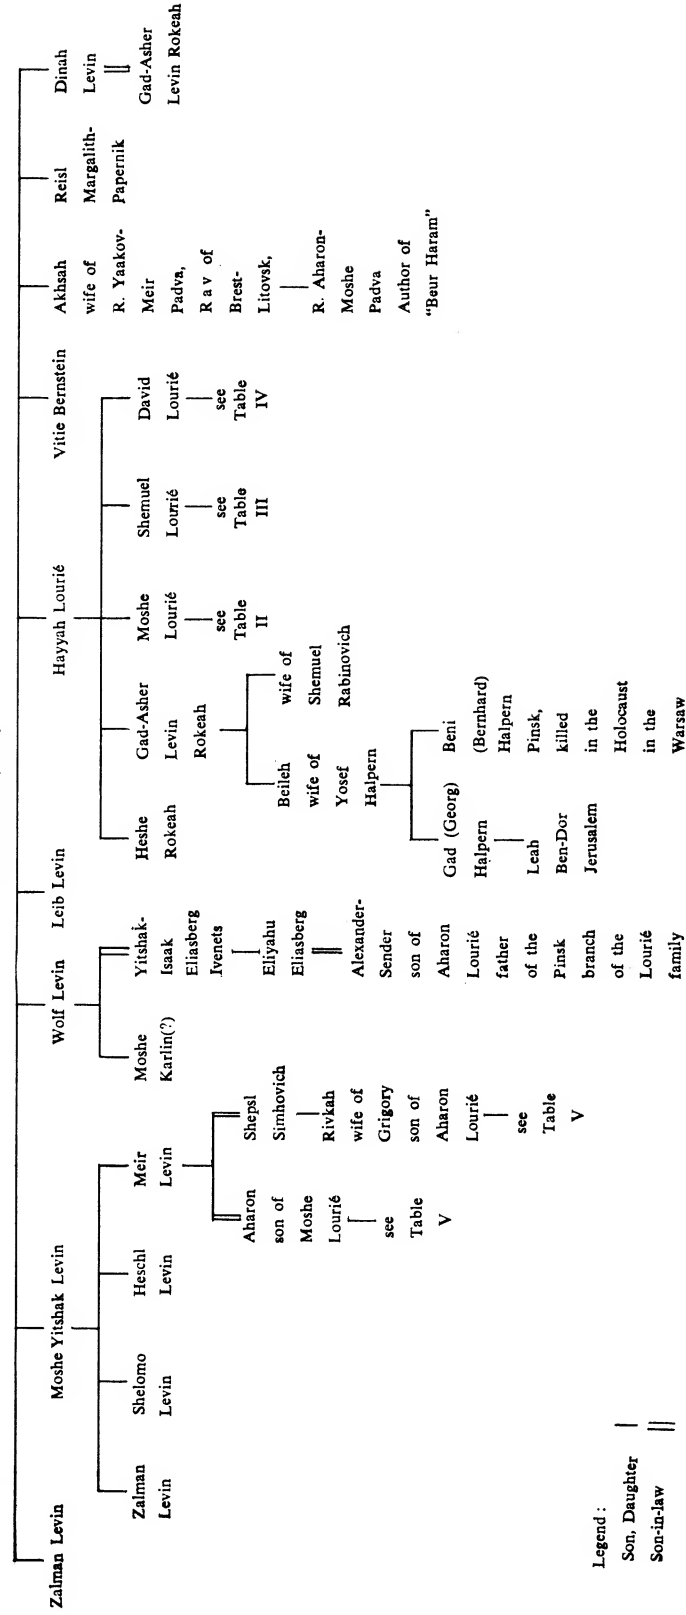 Zalman Levin
Moshe Yitshak Levin
Zalman
Levin
Shelomo
Levin
Heschl
Levin
Meir
Levin
Aharon
son of
Moshe
Lourié
see
Table
V
Shepsl
Simhovich
Rivkah
wife of
Grigory
son of
Aharon
Lourié
see
Table
V
Wolf Levin
Moshe
Karlin(?)
Yitshak-
Isaak
Eliasberg
Ivenets
Eliyahu
Eliasberg
Alexander-
Sender
son of
Aharon
Lourié
father
of the
Pinsk
branch
of the
Lourié
family
Leib Levin
Hayyah Lourié
Heshe
Rokeah
Gad-Asher
Levin
Rokeah
Beileh
wife of
Yosef
Halpern
Gad (Georg)
Halpern
Leah
Ben-Dor
Jerusalem
Beni
(Bernhard)
Halpern
Pinsk,
killed
in the
Holocaust
in the
Warsaw
wife of
Shemuel
Rabinovich
Moshe
Lourié
see
Table
II
Shemuel
Lourié
see
Table
III
David
Lourié
see
Table
IV
Vitie Bernstein
Akhsah
wife of
R. Yaakov-
Meir
Padva,
Rav of
Brest-
Litovsk,
R. Aharon-
Moshe
Padva
Author of
“Beur Haram”
Reisl
Margalith-
Papernik
Dinah
Levin
Gad-Asher
Levin Rokeah
Legend :
Son, Daughter
Son-in-law